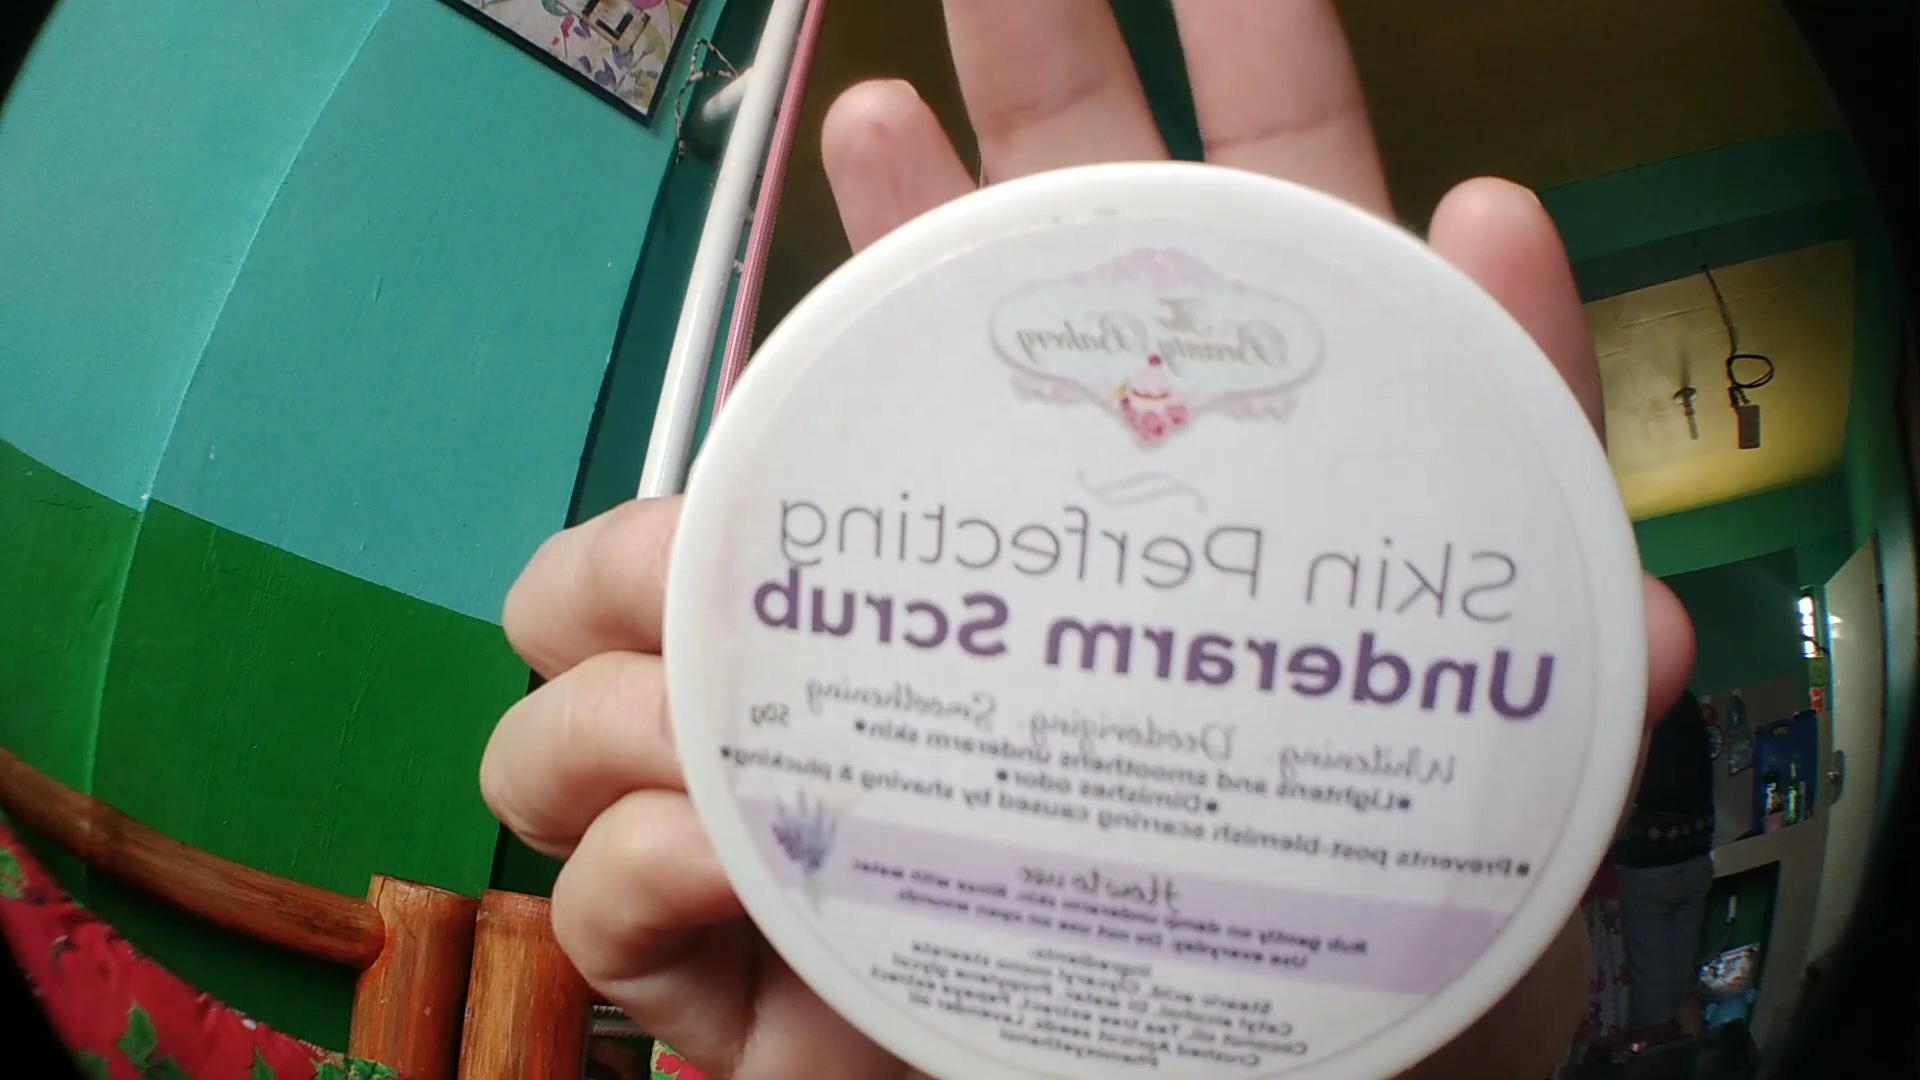 The
Beauty Bakery
Skin Perfecting
Underarm Scrub
Whitening. Deodorizing. Smoothening
50g
•Lightens and smoothens underarm skin•
•Dimishes odor•
•Prevents post-blemish scarring caused by shaving & plucking•
How to use
Rub gently on damp underarm skin. Rinse with water.
Use everyday. Do not use on open wounds
Ingredients:
Stearic acid, Glyceryl mono stearate
Cetyl alcohol, DI water, Propylene glycol
Coconut oil, Tea tree extract, Papaya extract
Crushed Apricot seeds, Lavender oil
Phenoxyethanol